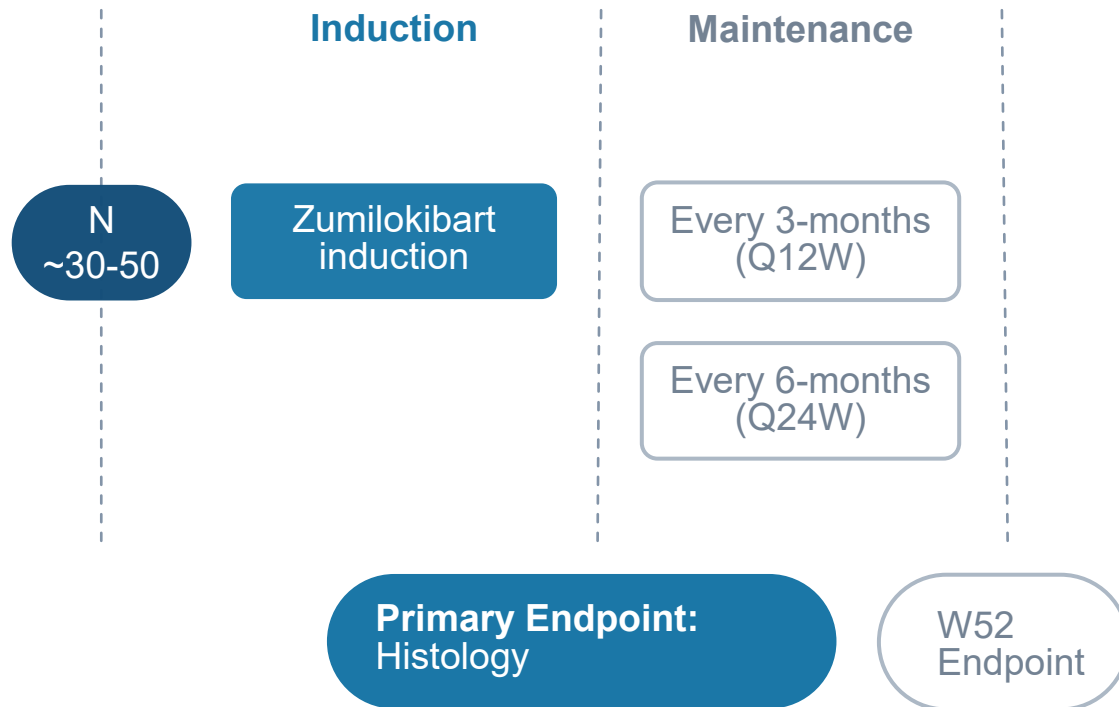 Induction
Maintenance
N
~30-50
Zumilokibart
induction
Every 3-months
(Q12W)
Every 6-months
(Q24W)
Primary Endpoint:
Histology
W52
Endpoint